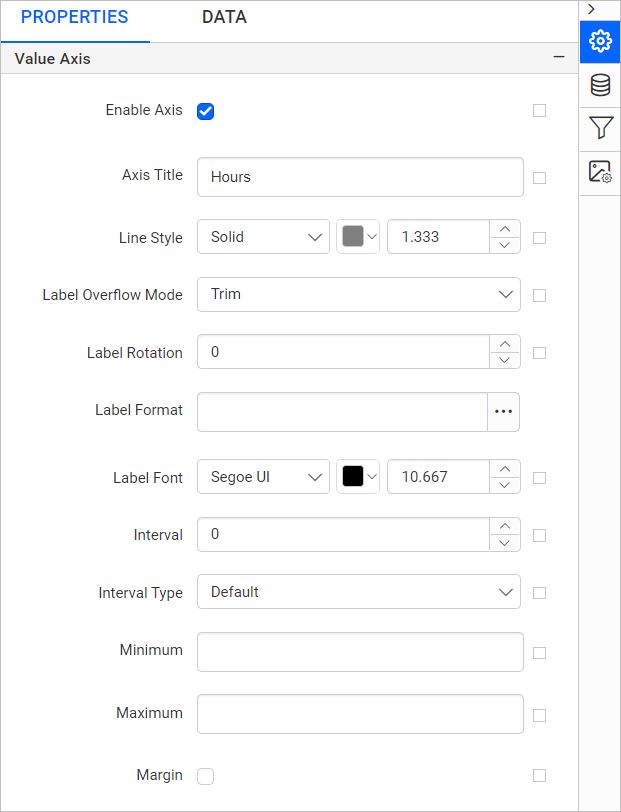 PROPERTIES DATA
Value Axis
Enable Axis
Axis Title Hours
Line Style Solid 1.333
Label Overflow Mode Trim
Label Rotation 0
Label Format ...
Label Font Segoe UI 10.667
Interval 0
Interval Type Default
Minimum
Maximum
Margin